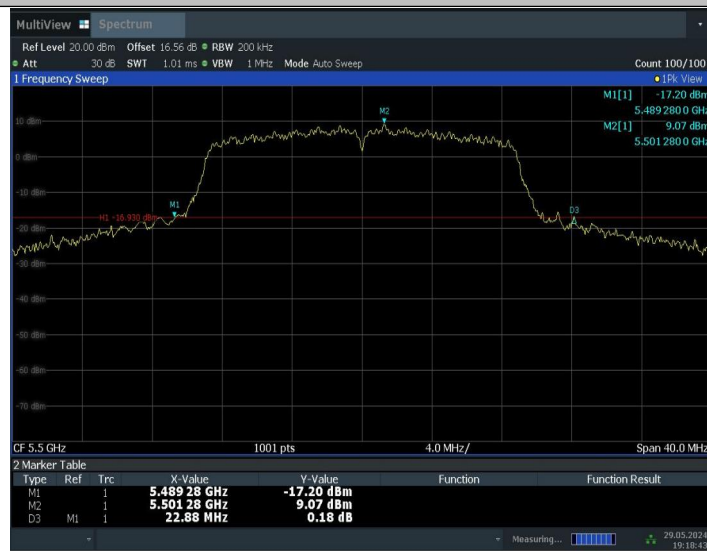 MultiView Spectrum
Ref Level 20.00 dBm Offset 16.56 dB RBW 200 kHz
Att 30 dB SWT 1.01 ms VBW 1 MHz Mode Auto Sweep Count 100/100
1 Frequency Sweep 1Pk View
M1[1] -17.20 dBm
5.489 280 0 GHz
M2[1] 9.07 dBm
5.501 280 0 GHz
M2
10 dBm
0 dBm
-10 dBm
M1
H1 -16.930 dBm
D3
-20 dBm
-30 dBm
-40 dBm
-50 dBm
-60 dBm
-70 dBm
CF 5.5 GHz 1001 pts 4.0 MHz/ Span 40.0 MHz
2 Marker Table
Type Ref Trc X-Value Y-Value Function Function Result
M1 1 5.489 28 GHz -17.20 dBm
M2 1 5.501 28 GHz 9.07 dBm
D3 M1 1 22.88 MHz 0.18 dB
Measuring... 29.05.2024
19:18:43